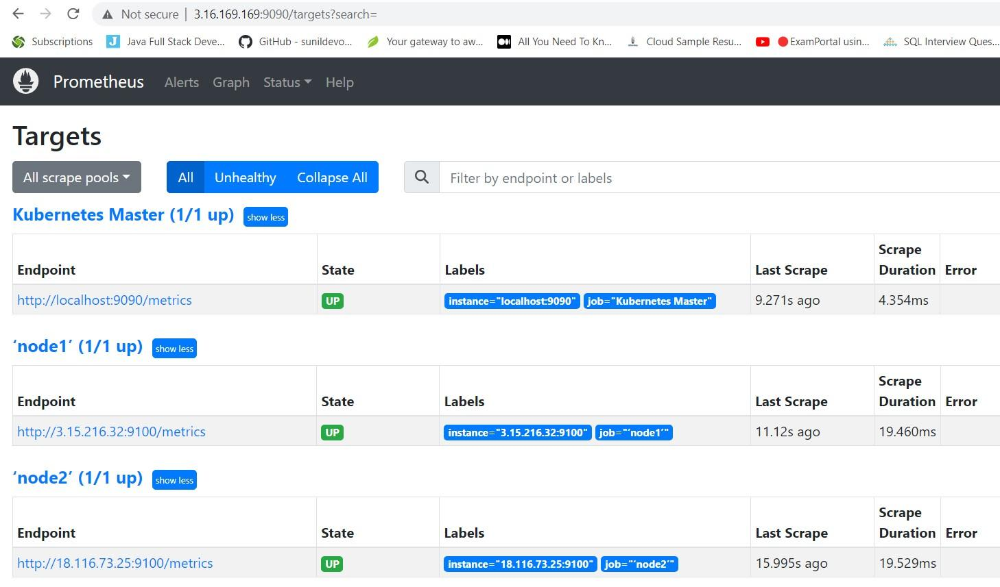 Not secure | 3.16.169.169:9090/targets?search=
Subscriptions Java Full Stack Deve... GitHub - sunildevo... Your gateway to aw... All You Need To Kn... Cloud Sample Resu... ExamPortal usin... SQL Interview Ques...
Prometheus Alerts Graph Status Help
Targets
All scrape pools All Unhealthy Collapse All Filter by endpoint or labels
Kubernetes Master (1/1 up) show less
Endpoint State Labels Last Scrape Scrape Duration Error
http://localhost:9090/metrics UP instance="localhost:9090" job="Kubernetes Master" 9.271s ago 4.354ms
‘node1’ (1/1 up) show less
Endpoint State Labels Last Scrape Scrape Duration Error
http://3.15.216.32:9100/metrics UP instance="3.15.216.32:9100" job="‘node1’" 11.12s ago 19.460ms
‘node2’ (1/1 up) show less
Endpoint State Labels Last Scrape Scrape Duration Error
http://18.116.73.25:9100/metrics UP instance="18.116.73.25:9100" job="‘node2’" 15.995s ago 19.529ms